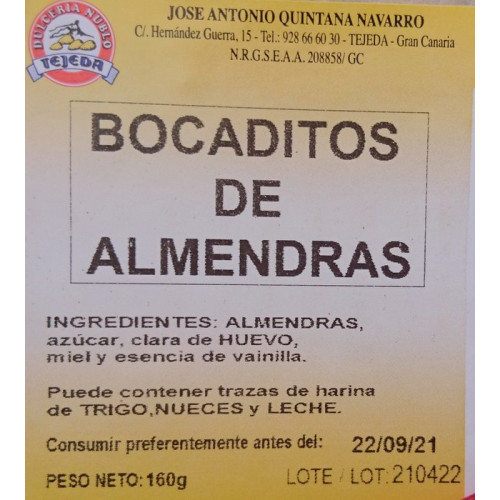 DULCERIA NUBLO
TEJEDA
JOSE ANTONIO QUINTANA NAVARRO
C/. Hernández Guerra, 15 - Tel.: 928 66 60 30 - TEJEDA - Gran Canaria
N.R.G.S.E.A.A. 208858/ GC
BOCADITOS
DE
ALMENDRAS
INGREDIENTES: ALMENDRAS,
azúcar, clara de HUEVO,
miel y esencia de vainilla.
Puede contener trazas de harina
de TRIGO,NUECES y LECHE.
Consumir preferentemente antes del: 22/09/21
PESO NETO: 160g LOTE / LOT: 210422